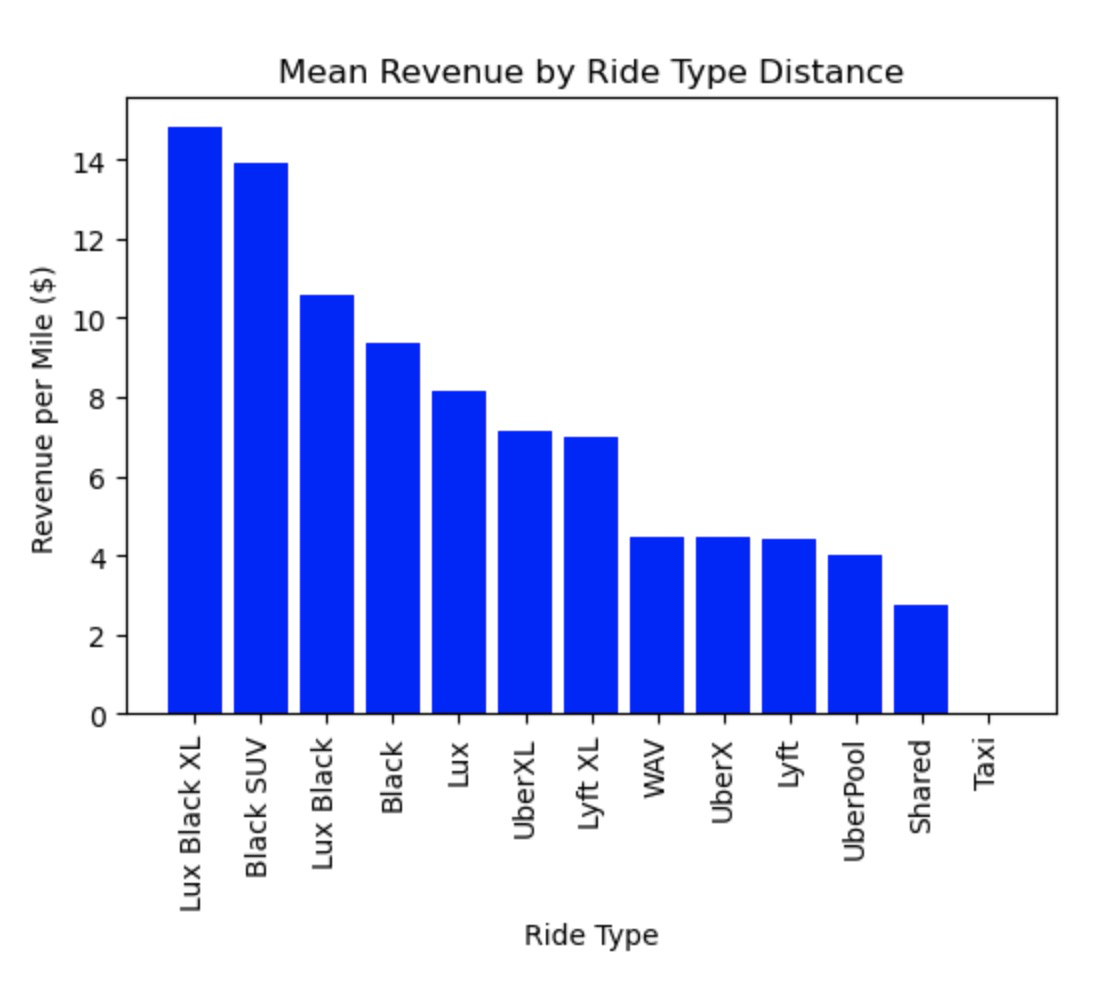 Mean Revenue by Ride Type Distance
Revenue per Mile ($)
14
12
10
8
6
4
2
0
Lux Black XL
Black SUV
Lux Black
Black
Lux
UberXL
Lyft XL
WAV
UberX
Lyft
UberPool
Shared
Taxi
Ride Type